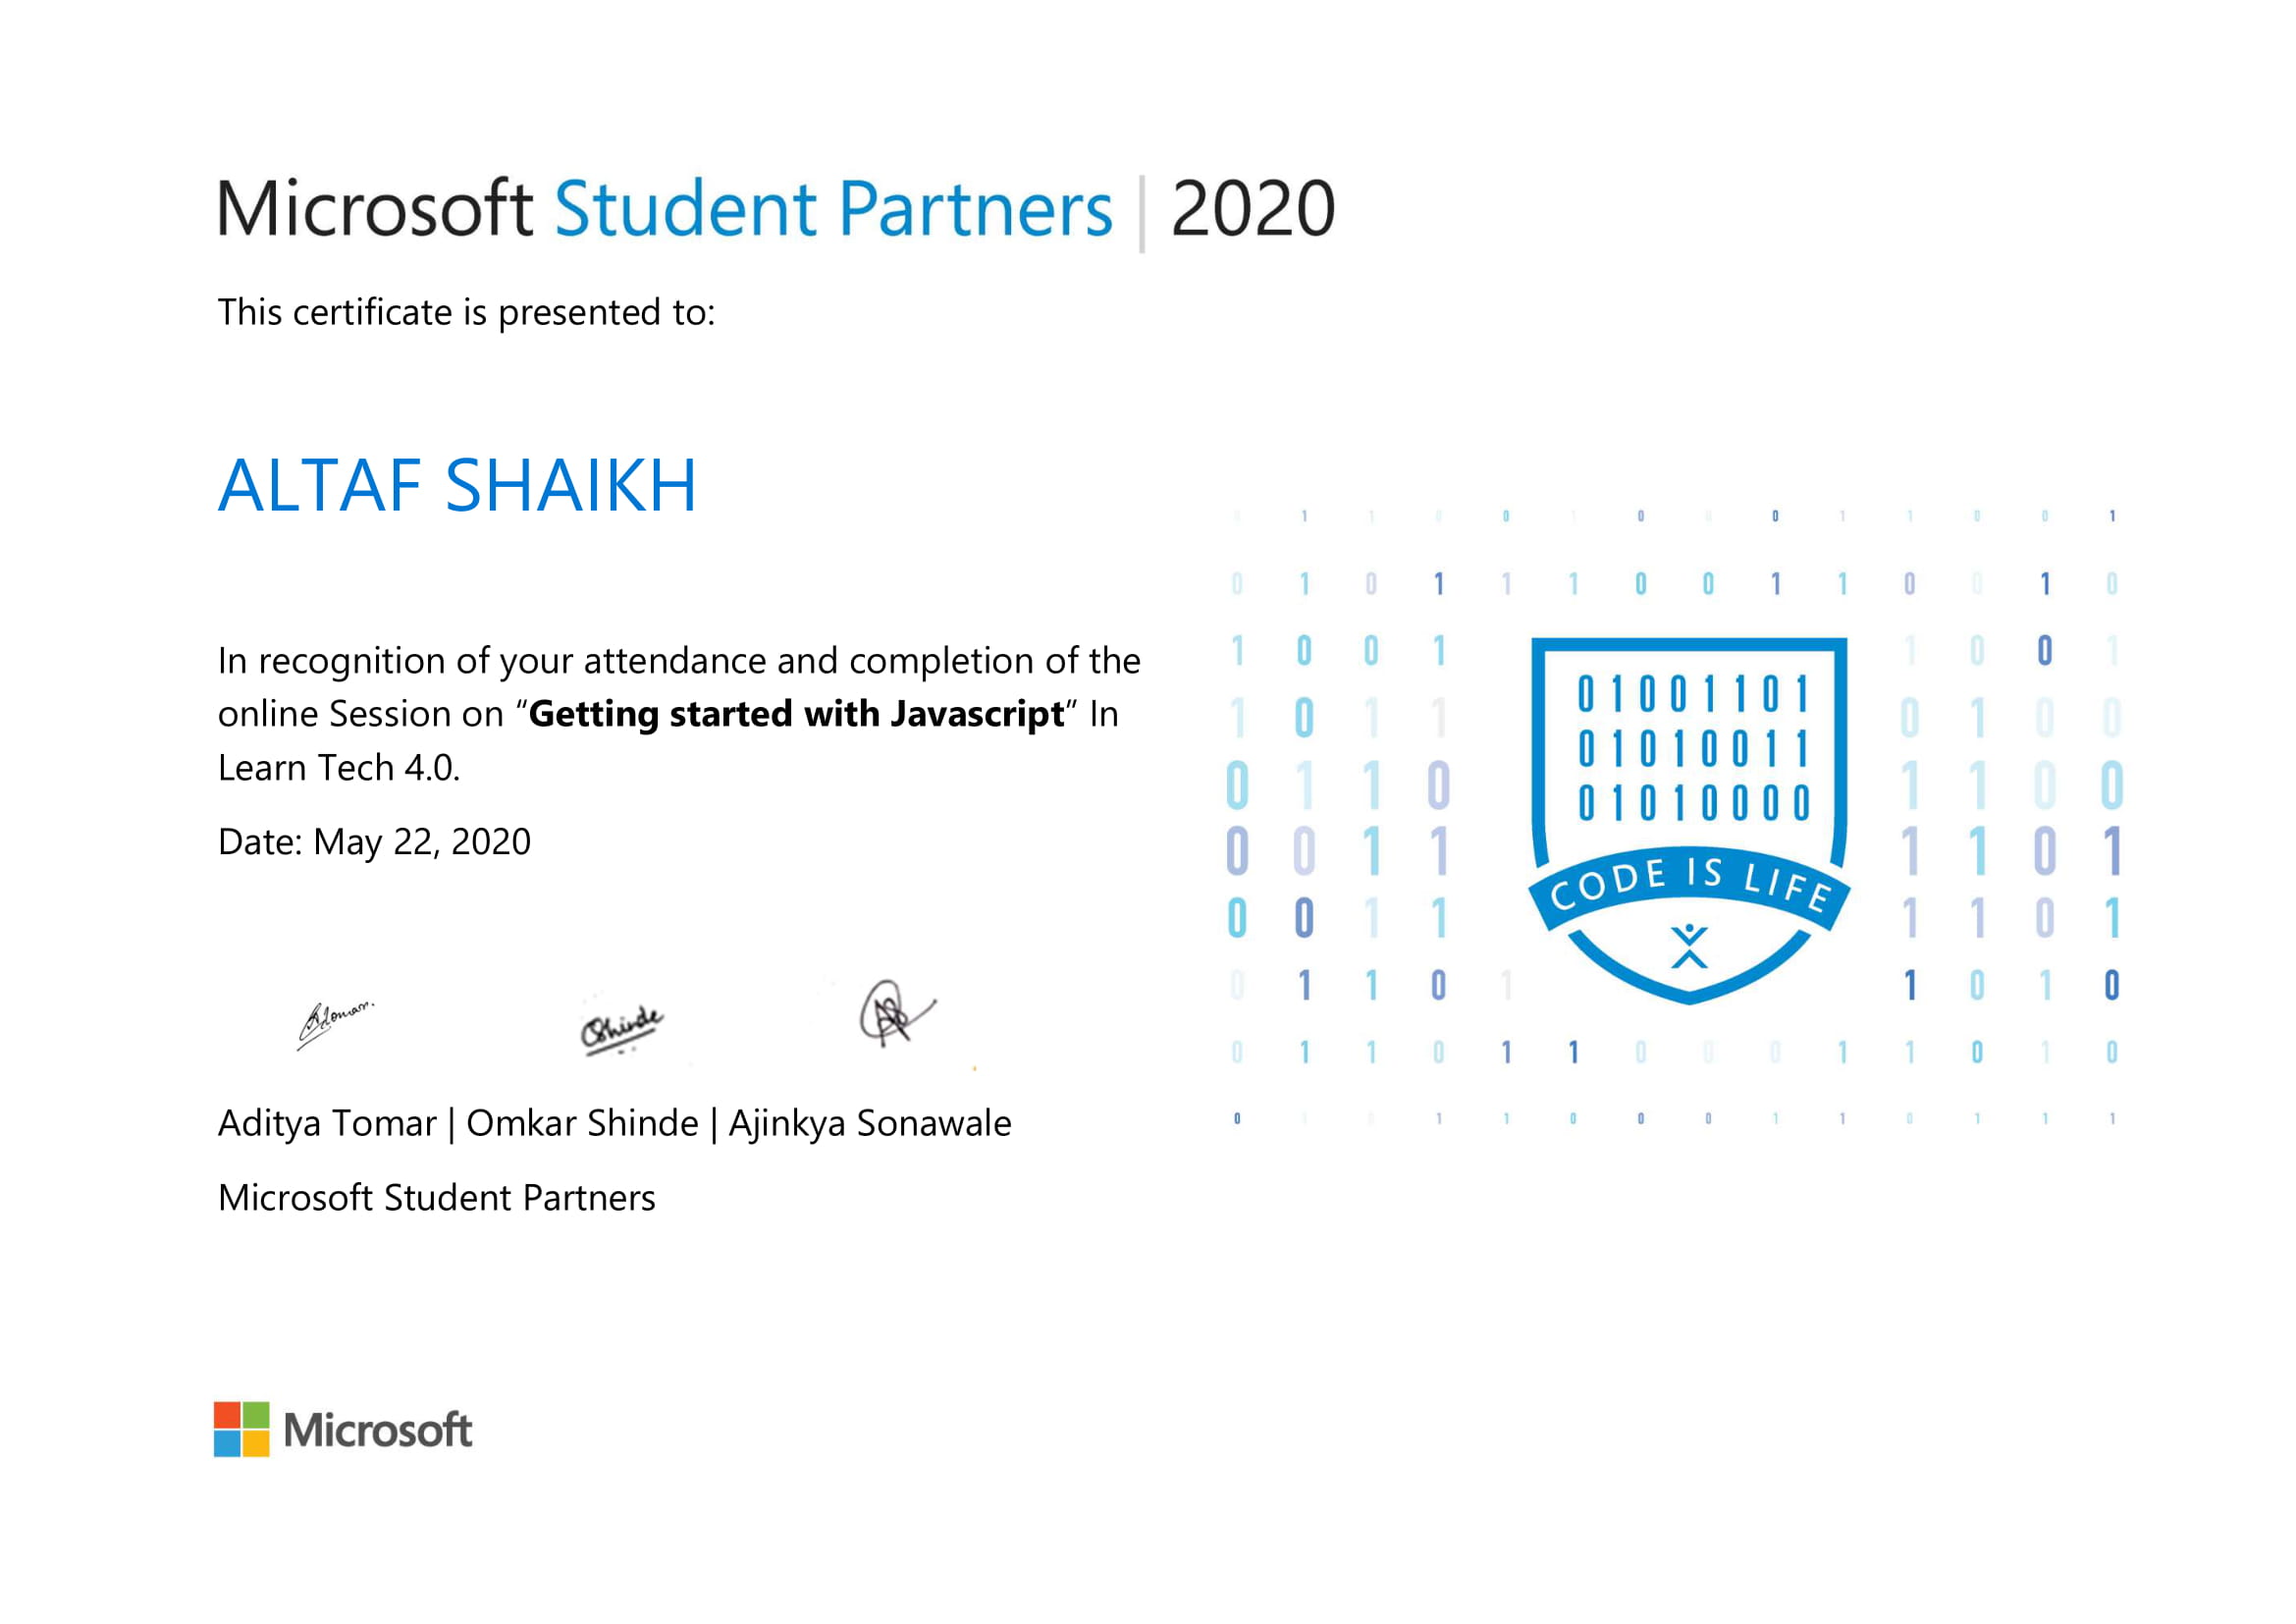 Microsoft Student Partners | 2020
This certificate is presented to:
ALTAF SHAIKH
In recognition of your attendance and completion of the
online Session on “Getting started with Javascript” In
Learn Tech 4.0.
Date: May 22, 2020
Shinde
Aditya Tomar | Omkar Shinde | Ajinkya Sonawale
Microsoft Student Partners
Microsoft
01001101
01010011
01010000
CODE IS LIFE